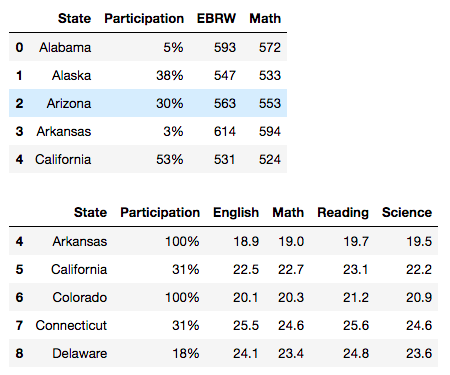 State Participation EBRW Math
0 Alabama 5% 593 572
1 Alaska 38% 547 533
2 Arizona 30% 563 553
3 Arkansas 3% 614 594
4 California 53% 531 524
State Participation English Math Reading Science
4 Arkansas 100% 18.9 19.0 19.7 19.5
5 California 31% 22.5 22.7 23.1 22.2
6 Colorado 100% 20.1 20.3 21.2 20.9
7 Connecticut 31% 25.5 24.6 25.6 24.6
8 Delaware 18% 24.1 23.4 24.8 23.6